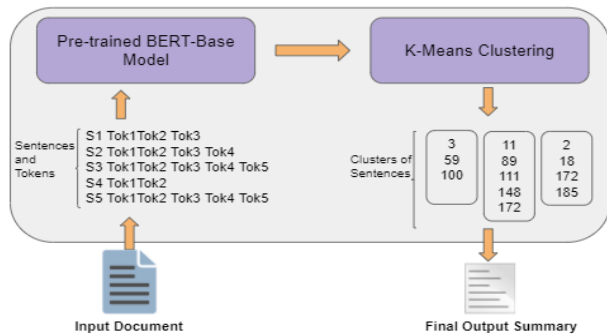 Pre-trained BERT-Base
Model
K-Means Clustering
Sentences
and
Tokens
S1 Tok1Tok2 Tok3
S2 Tok1Tok2 Tok3 Tok4
S3 Tok1Tok2 Tok3 Tok4 Tok5
S4 Tok1Tok2
S5 Tok1Tok2 Tok3 Tok4 Tok5
Clusters of
Sentences
3
59
100
11
89
111
148
172
2
18
172
185
Input Document
Final Output Summary